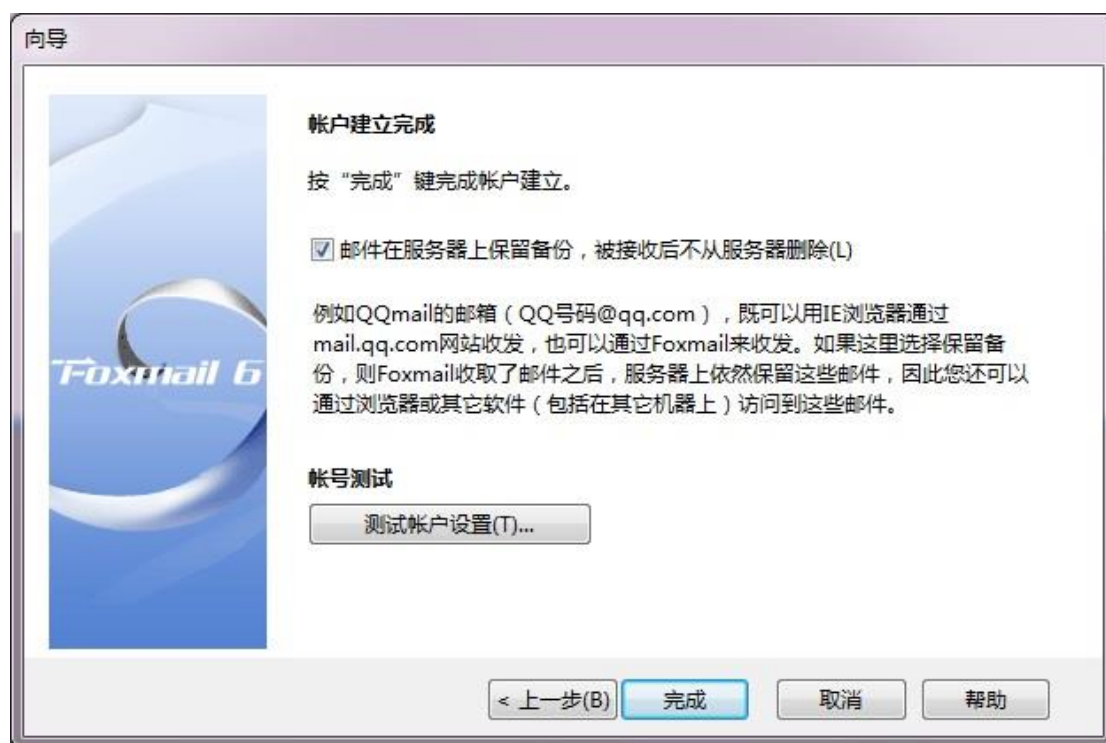 向导
帐户建立完成
按“完成”键完成帐户建立。
邮件在服务器上保留备份，被接收后不从服务器删除(L)
例如QQmail的邮箱（QQ号码@qq.com），既可以用IE浏览器通过
mail.qq.com网站收发，也可以通过Foxmail来收发。如果这里选择保留备
份，则Foxmail收取了邮件之后，服务器上依然保留这些邮件，因此您还可以
通过浏览器或其它软件（包括在其它机器上）访问到这些邮件。
Foxmail 6
帐号测试
测试帐户设置(T)...
< 上一步(B) 完成 取消 帮助